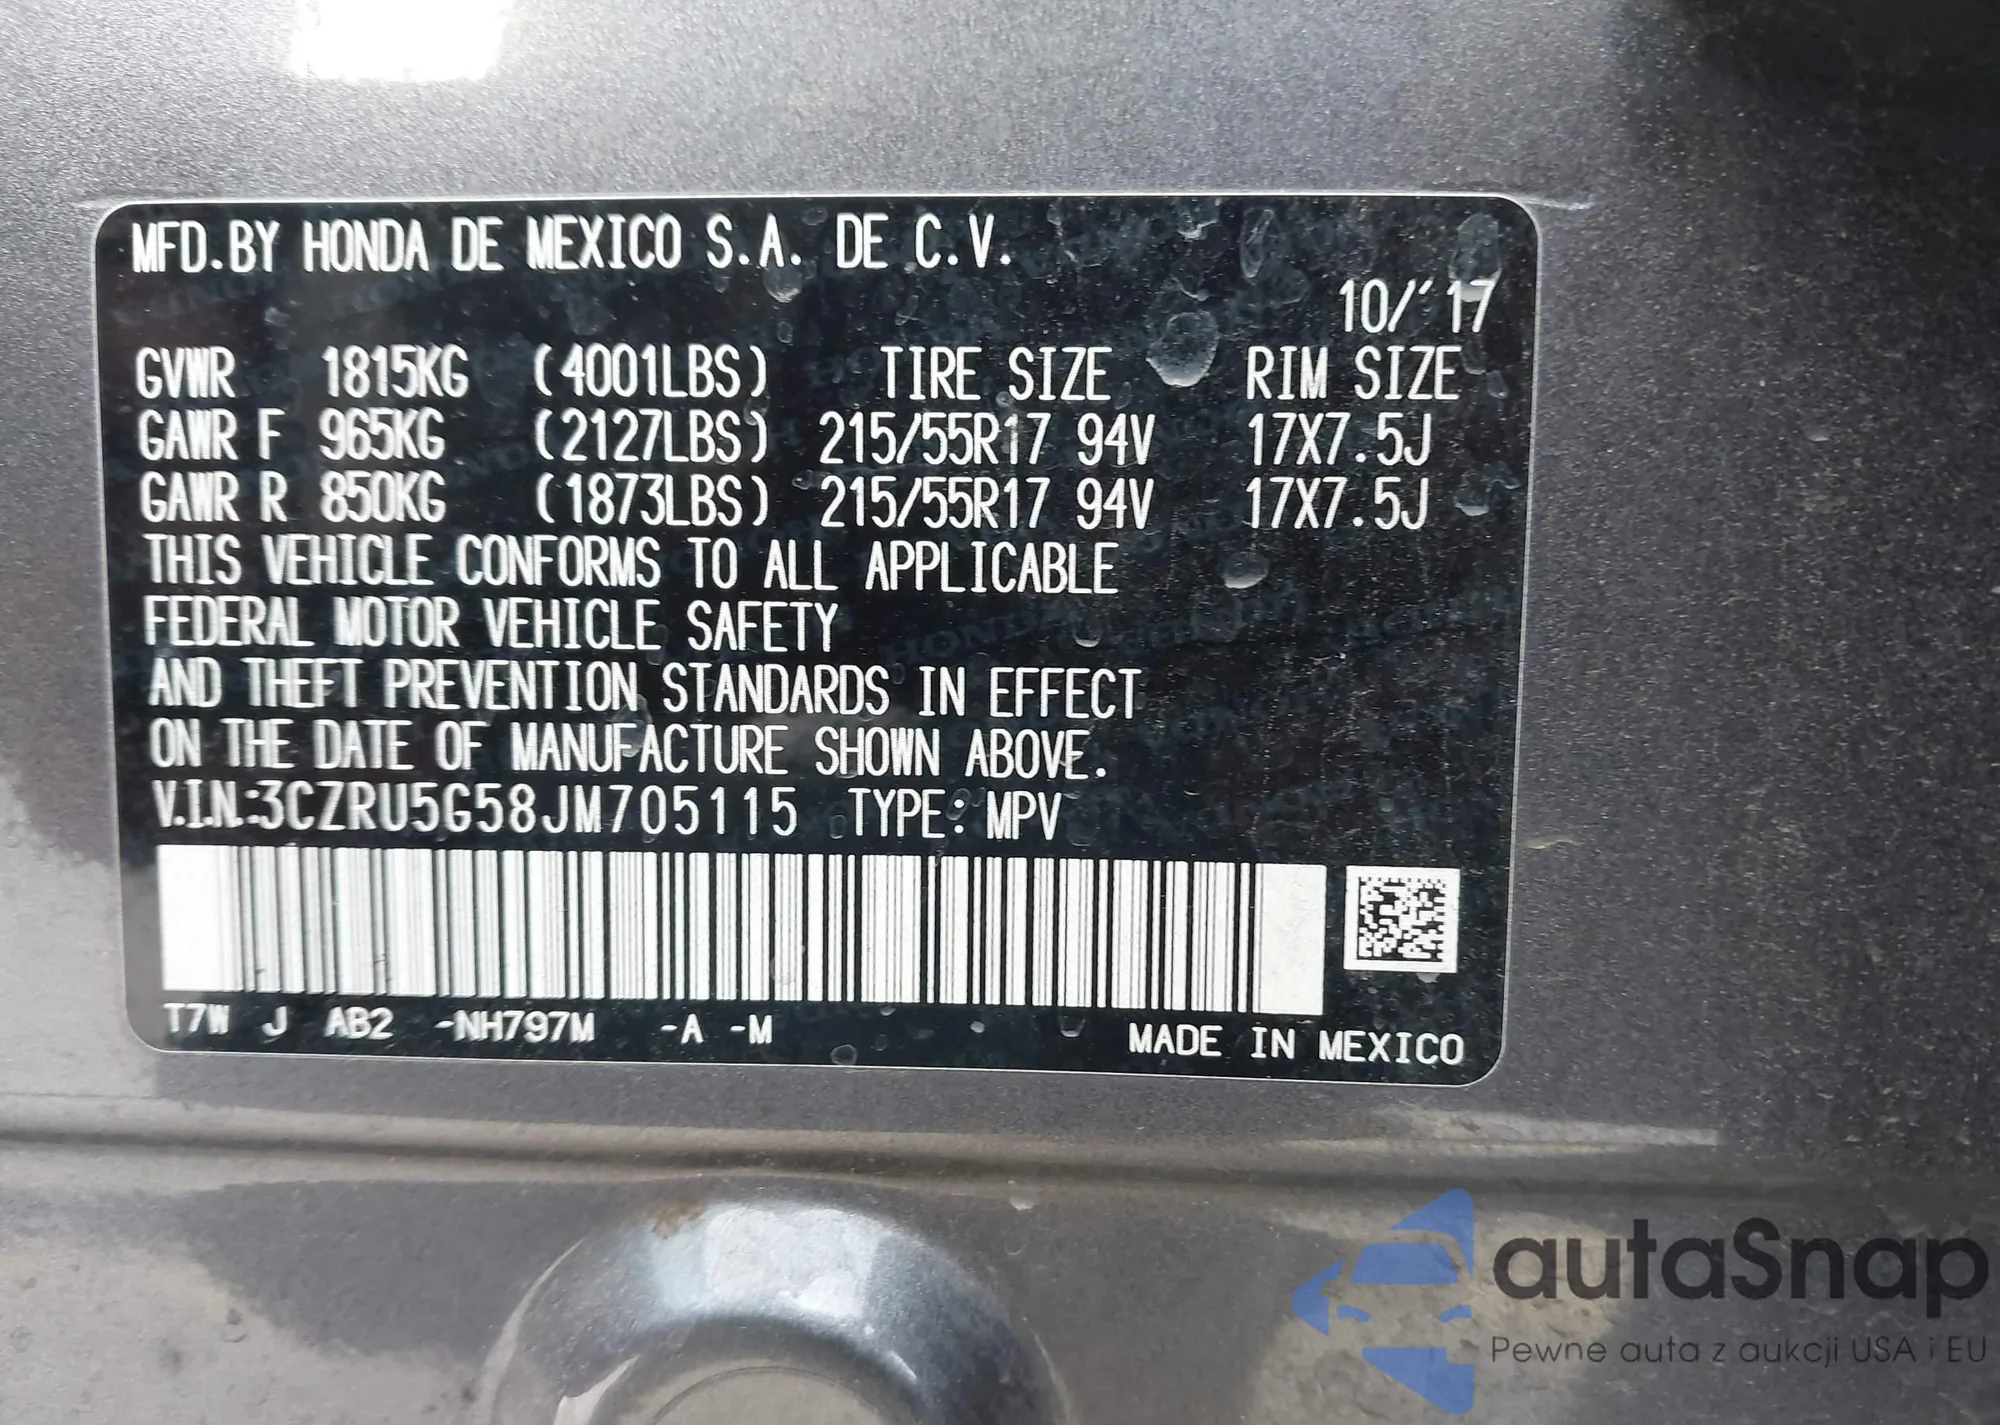 MFD.BY HONDA DE MEXICO S.A. DE C.V.
10/'17
GVWR 1815KG (4001LBS) TIRE SIZE RIM SIZE
GAWR F 965KG (2127LBS) 215/55R17 94V 17X7.5J
GAWR R 850KG (1873LBS) 215/55R17 94V 17X7.5J
THIS VEHICLE CONFORMS TO ALL APPLICABLE
FEDERAL MOTOR VEHICLE SAFETY
AND THEFT PREVENTION STANDARDS IN EFFECT
ON THE DATE OF MANUFACTURE SHOWN ABOVE.
V.I.N.:3CZRU5G58JM705115 TYPE: MPV
T7W J AB2 -NH797M -A -M MADE IN MEXICO
autaSnap
Pewne auta z aukcji USA i EU